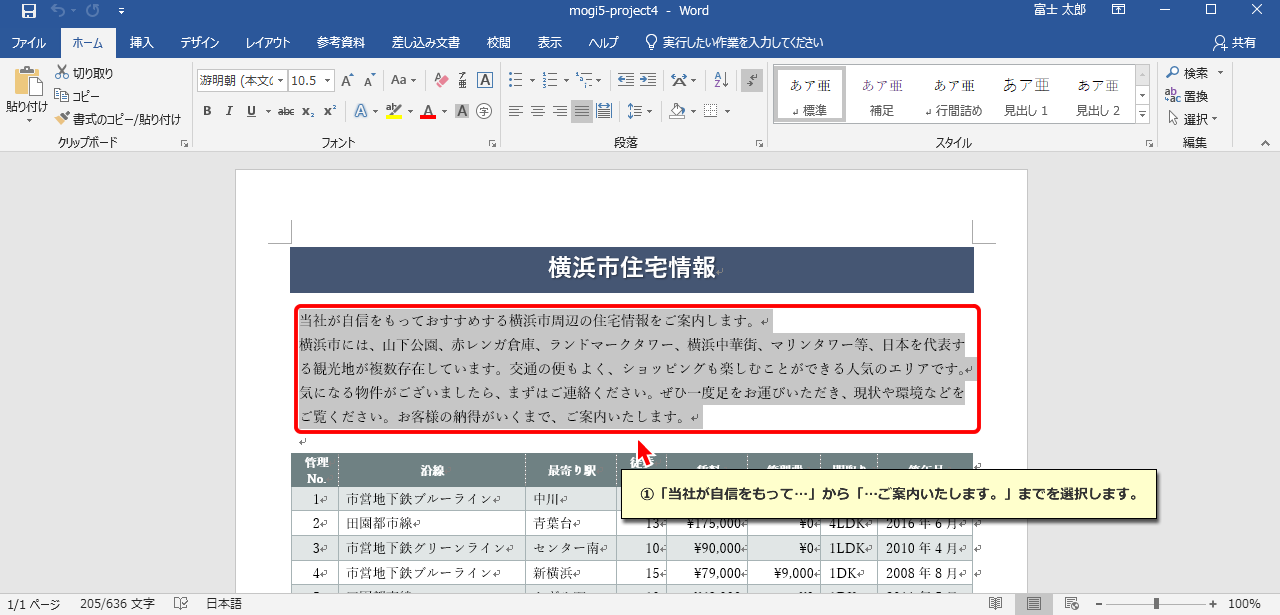 mogi5-project4 - Word
富士 太郎
ファイル ホーム 挿入 デザイン レイアウト 参考資料 差し込み文書 校閲 表示 ヘルプ 実行したい作業を入力してください 共有
貼り付け
切り取り
コピー
書式のコピー/貼り付け
クリップボード
游明朝 (本文の 10.5 A A Aa
B I U abc x₂ x² A ab A A 字
フォント
段落
あア亜 あア亜 あア亜 あア亜 あア亜
標準 補足 行間詰め 見出し 1 見出し 2
スタイル
検索
置換
選択
編集
横浜市住宅情報
当社が自信をもっておすすめする横浜市周辺の住宅情報をご案内します。
横浜市には、山下公園、赤レンガ倉庫、ランドマークタワー、横浜中華街、マリンタワー等、日本を代表す
る観光地が複数存在しています。交通の便もよく、ショッピングも楽しむことができる人気のエリアです。
気になる物件がございましたら、まずはご連絡ください。ぜひ一度足をお運びいただき、現状や環境などを
ご覧ください。お客様の納得がいくまで、ご案内いたします。
管理 No. 沿線 最寄り駅
①「当社が自信をもって…」から「…ご案内いたします。」までを選択します。
1 市営地下鉄ブルーライン 中川
2 田園都市線 青葉台 13 ¥175,000 ¥0 4LDK 2016 年 6 月
3 市営地下鉄グリーンライン センター南 10 ¥90,000 ¥0 1LDK 2010 年 4 月
4 市営地下鉄ブルーライン 新横浜 15 ¥79,000 ¥9,000 1DK 2008 年 8 月
1/1 ページ 205/636 文字 日本語 100%